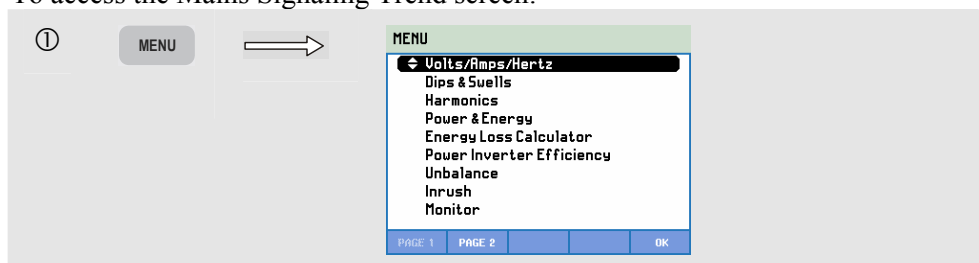 To access the Mains Signaling Trend screen:
① MENU
MENU
Volts/Amps/Hertz
Dips & Swells
Harmonics
Power & Energy
Energy Loss Calculator
Power Inverter Efficiency
Unbalance
Inrush
Monitor
PAGE 1 PAGE 2 OK